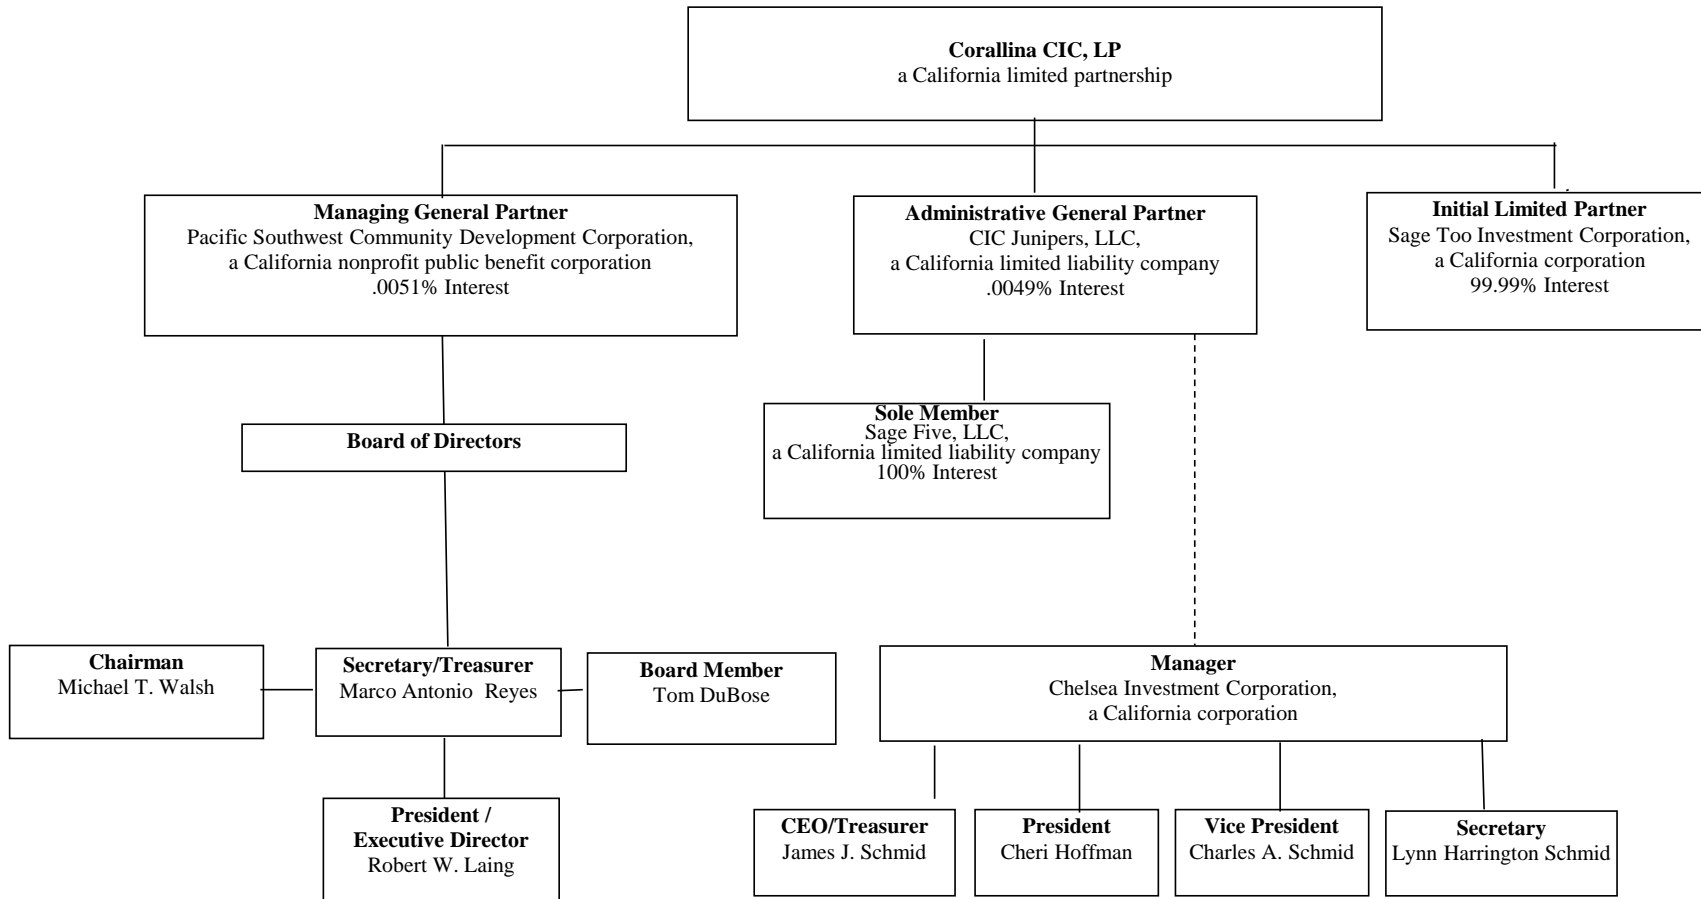 Corallina CIC, LP
a California limited partnership
Managing General Partner
Pacific Southwest Community Development Corporation,
a California nonprofit public benefit corporation
.0051% Interest
Administrative General Partner
CIC Junipers, LLC,
a California limited liability company
.0049% Interest
Initial Limited Partner
Sage Too Investment Corporation,
a California corporation
99.99% Interest
Board of Directors
Sole Member
Sage Five, LLC,
a California limited liability company
100% Interest
Chairman
Michael T. Walsh
Secretary/Treasurer
Marco Antonio Reyes
Board Member
Tom DuBose
Manager
Chelsea Investment Corporation,
a California corporation
President /
Executive Director
Robert W. Laing
CEO/Treasurer
James J. Schmid
President
Cheri Hoffman
Vice President
Charles A. Schmid
Secretary
Lynn Harrington Schmid